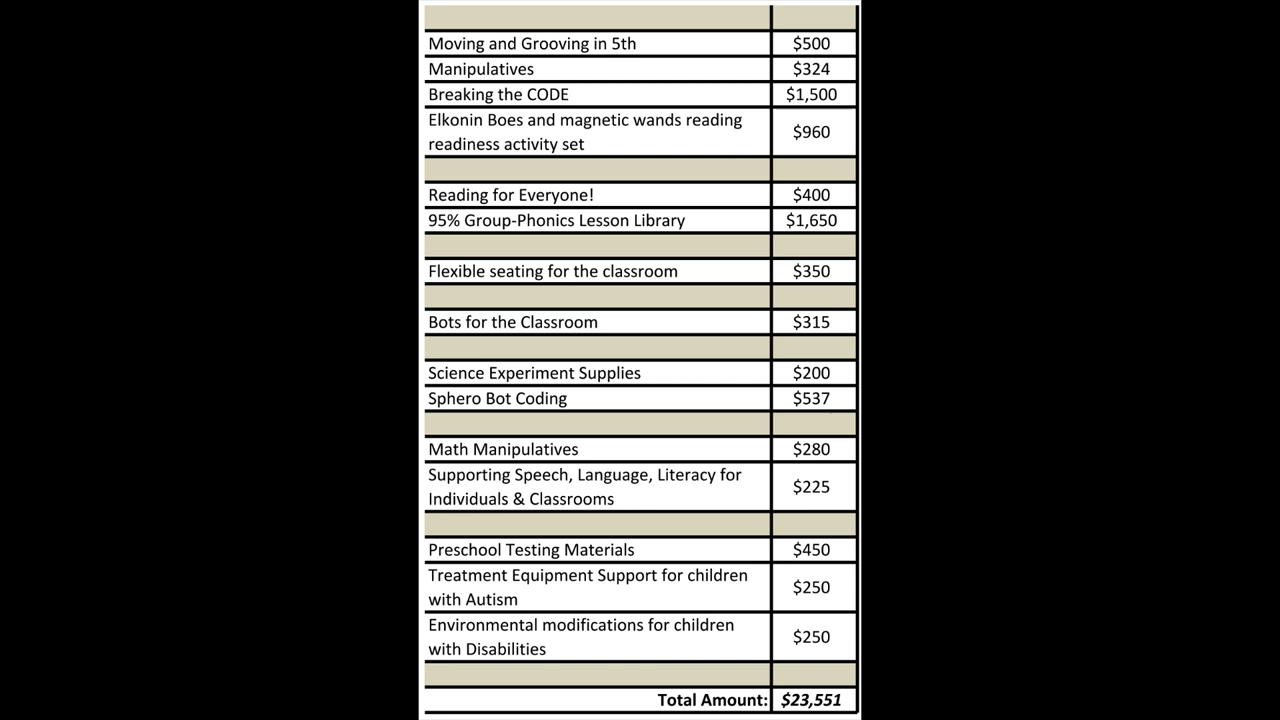 Moving and Grooving in 5th $500
Manipulatives $324
Breaking the CODE $1,500
Elkonin Boes and magnetic wands reading
readiness activity set $960
Reading for Everyone! $400
95% Group-Phonics Lesson Library $1,650
Flexible seating for the classroom $350
Bots for the Classroom $315
Science Experiment Supplies $200
Sphero Bot Coding $537
Math Manipulatives $280
Supporting Speech, Language, Literacy for
Individuals & Classrooms $225
Preschool Testing Materials $450
Treatment Equipment Support for children
with Autism $250
Environmental modifications for children
with Disabilities $250
Total Amount: $23,551